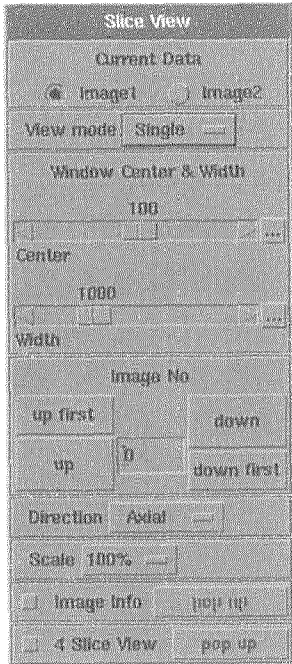 Slice View
Current Data
Image1 Image2
View mode Single
Window Center & Width
100
...
Center
1000
...
Width
Image No
up first
down
up
0
down first
Direction Axial
Scale 100%
Image Info pop up
4 Slice View pop up